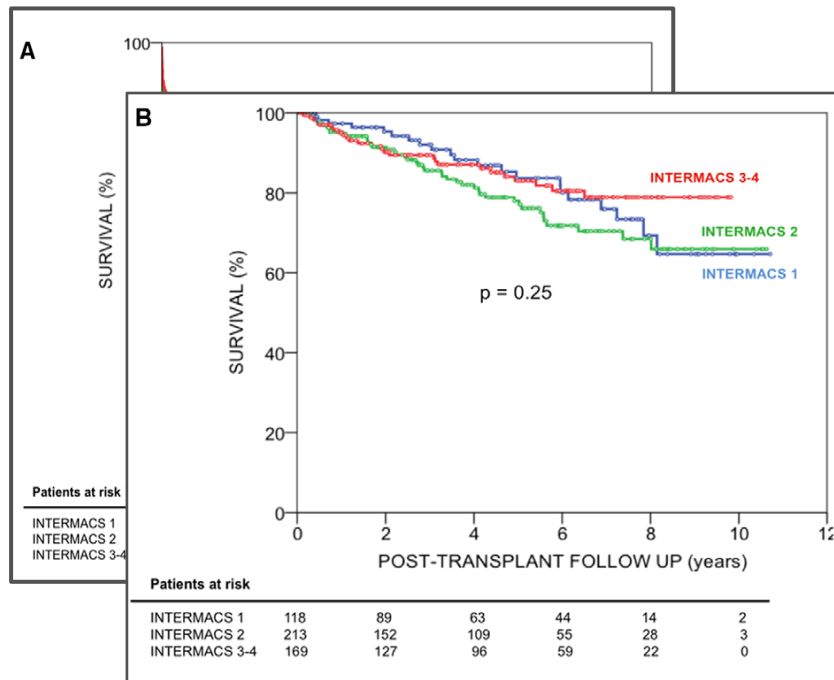 A
100
SURVIVAL (%)
Patients at risk
INTERMACS 1
INTERMACS 2
INTERMACS 3-4
B
100
80
60
40
20
0
SURVIVAL (%)
INTERMACS 3-4
INTERMACS 2
INTERMACS 1
p = 0.25
0 2 4 6 8 10 12
POST-TRANSPLANT FOLLOW UP (years)
Patients at risk
INTERMACS 1 118 89 63 44 14 2
INTERMACS 2 213 152 109 55 28 3
INTERMACS 3-4 169 127 96 59 22 0